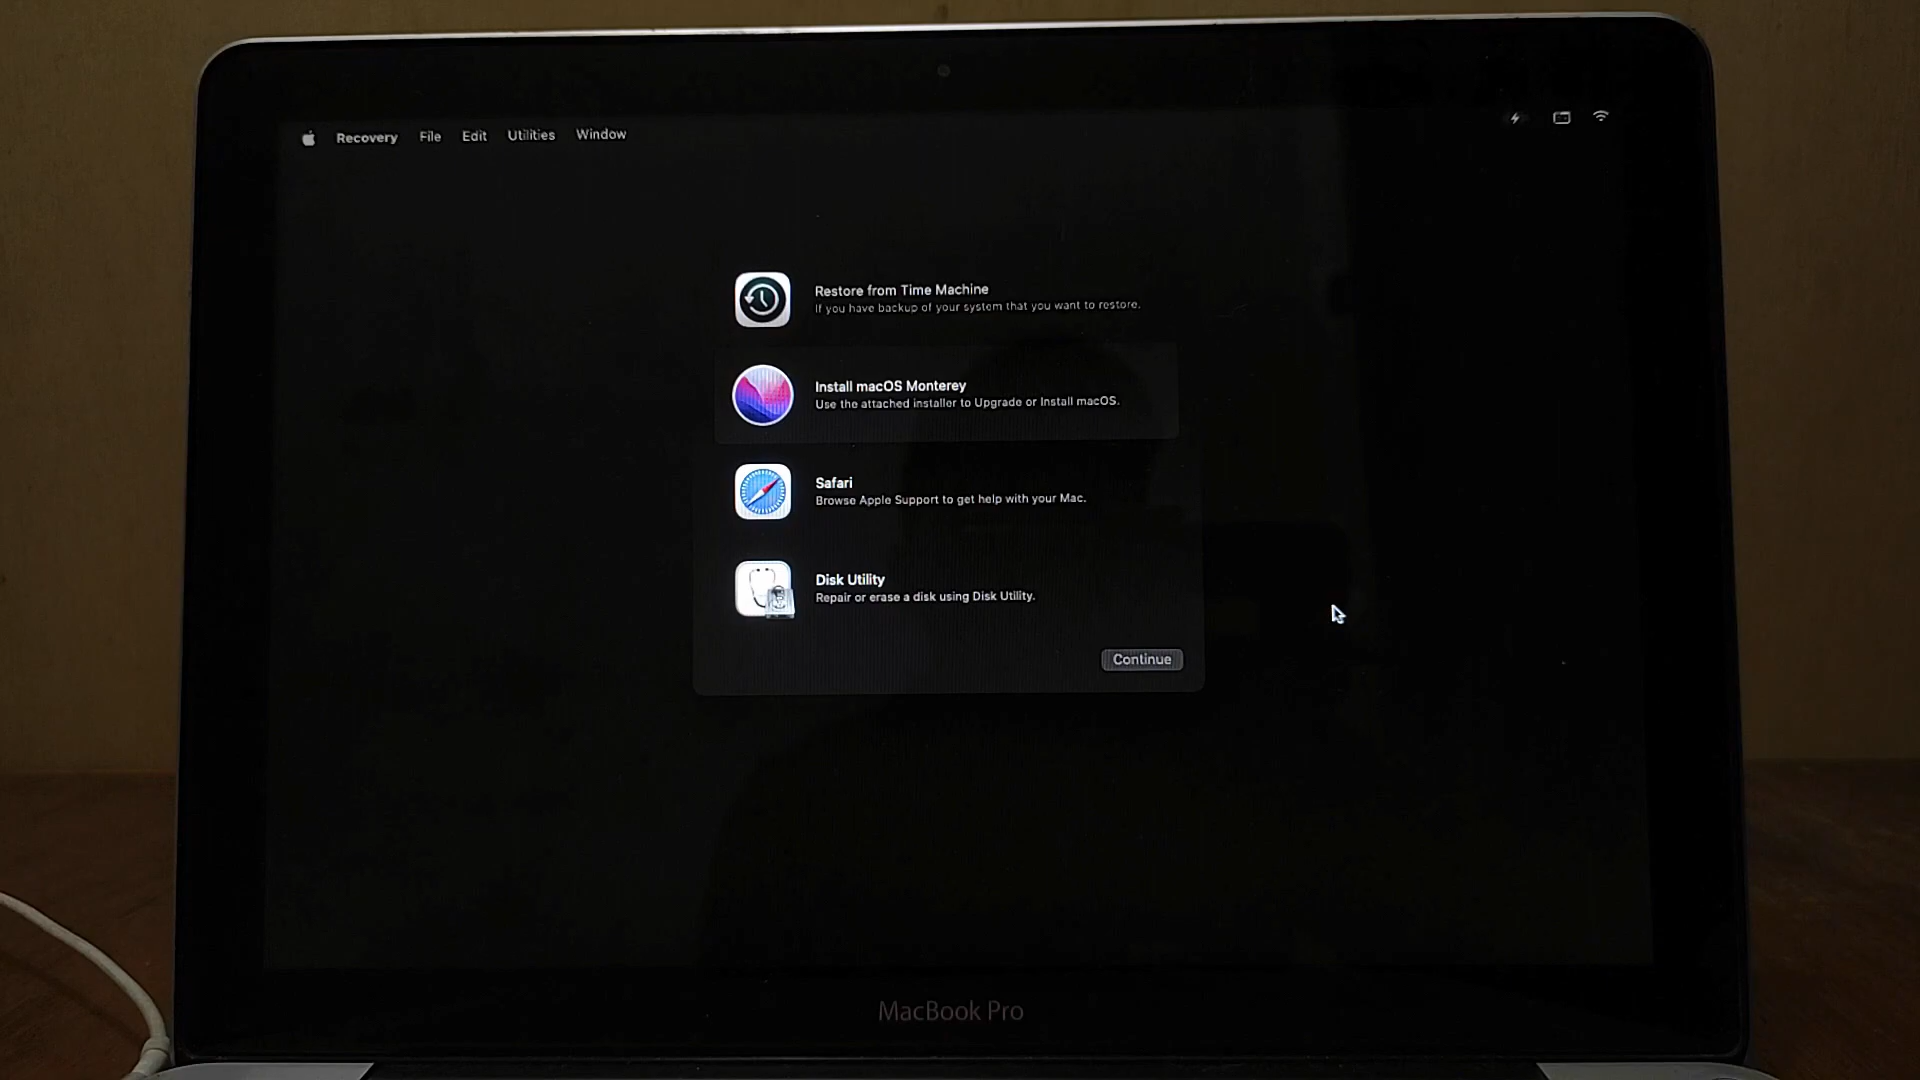 Recovery File Edit Utilities Window
Restore from Time Machine
If you have backup of your system that you want to restore.
Install macOS Monterey
Use the attached installer to Upgrade or Install macOS.
Safari
Browse Apple Support to get help with your Mac.
Disk Utility
Repair or erase a disk using Disk Utility.
Continue
MacBook Pro